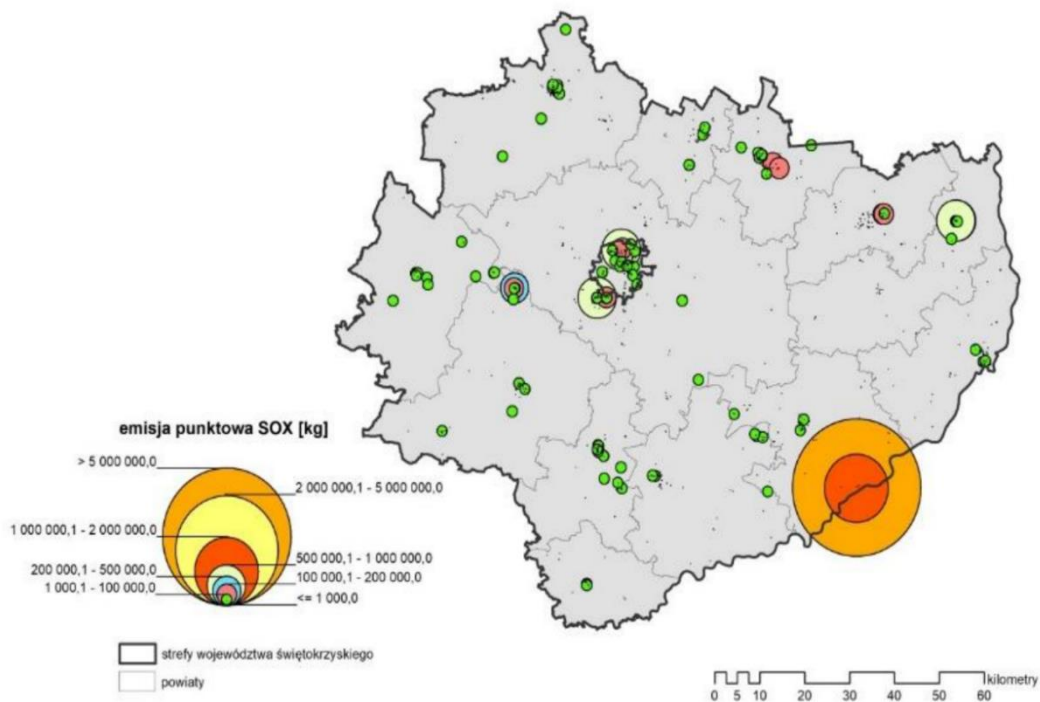 emisja punktowa SOX [kg]
> 5 000 000,0
2 000 000,1 - 5 000 000,0
1 000 000,1 - 2 000 000,0
500 000,1 - 1 000 000,0
200 000,1 - 500 000,0
100 000,1 - 200 000,0
1 000,1 - 100 000,0
<= 1 000,0
strefy województwa świętokrzyskiego
powiaty
kilometry
0 5 10 20 30 40 50 60